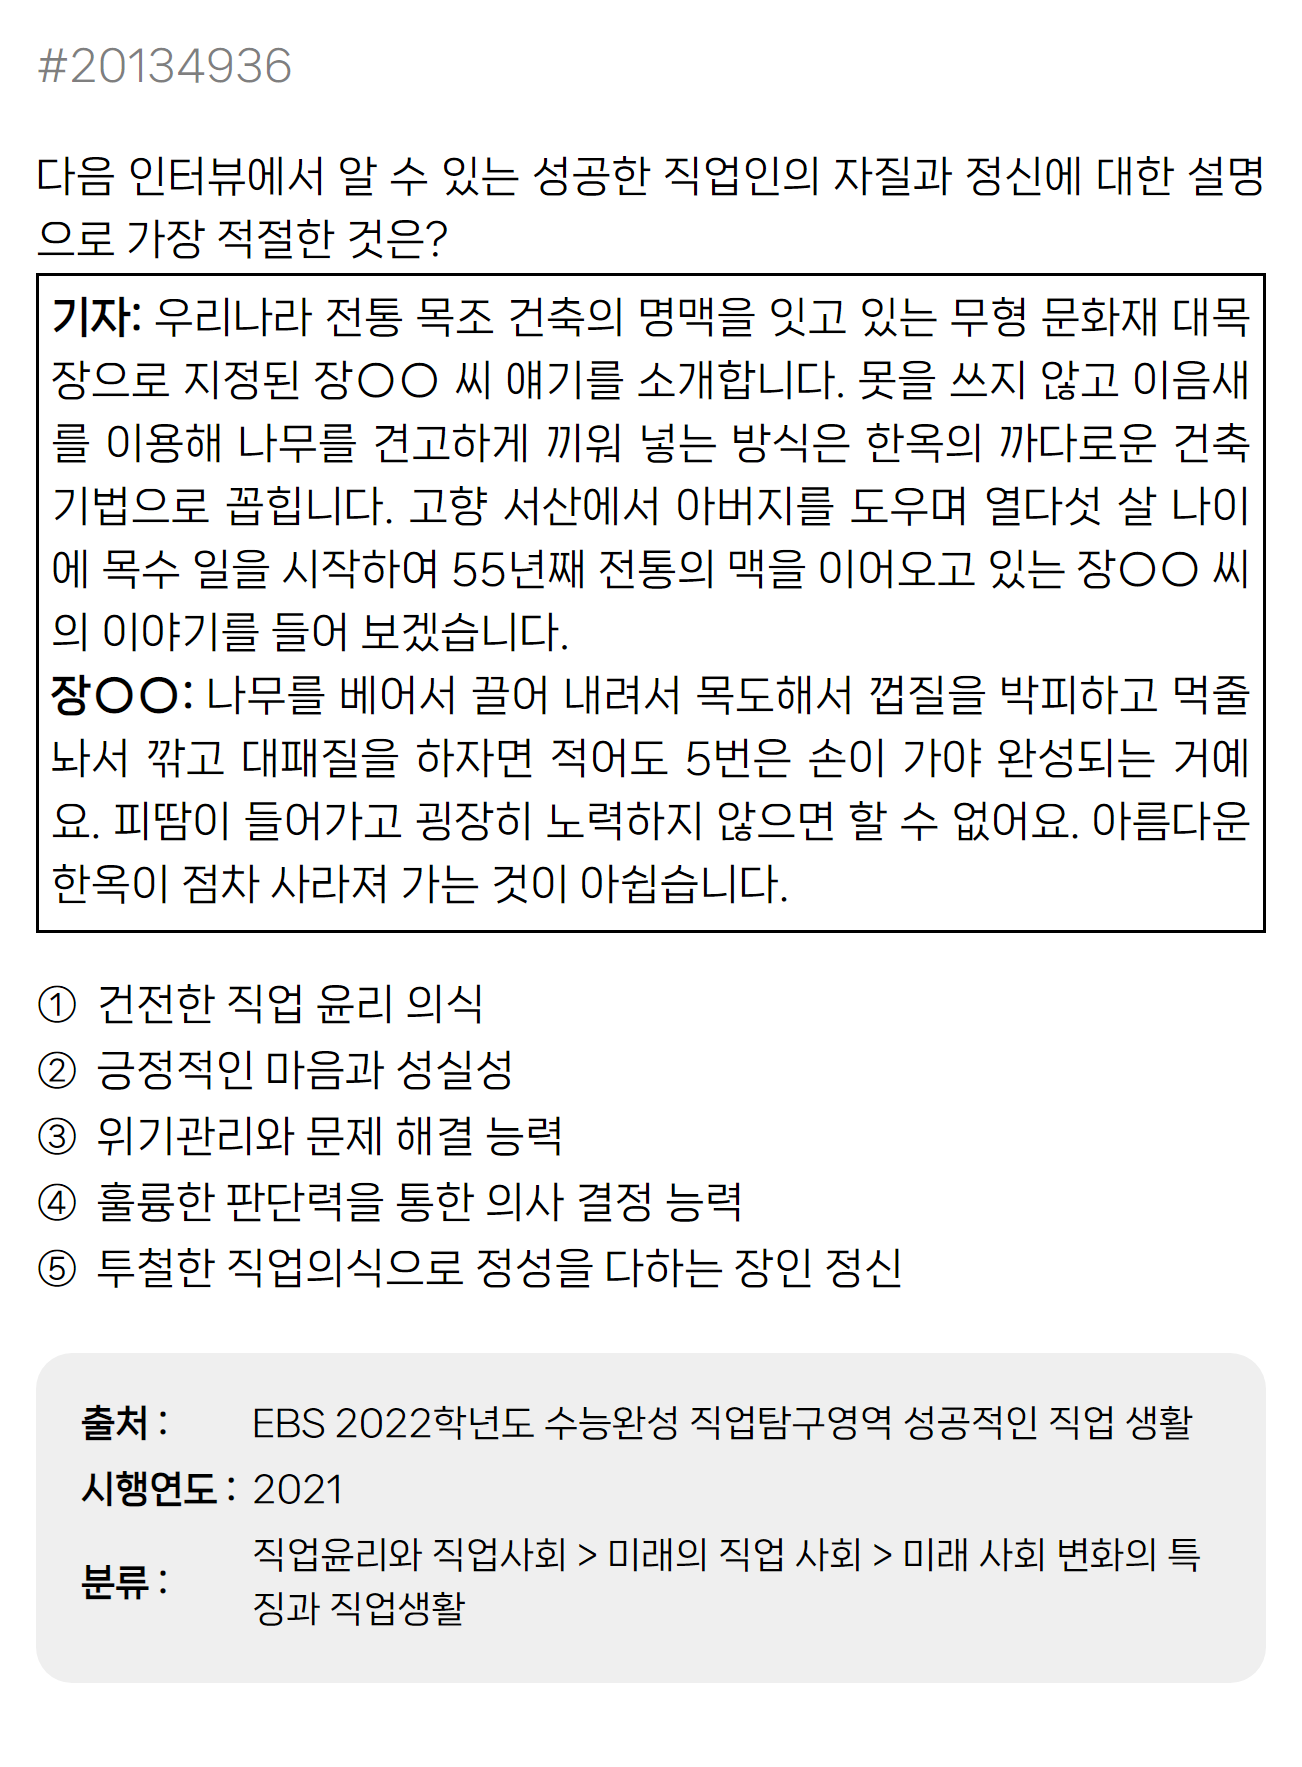 #20134936
다음 인터뷰에서 알 수 있는 성공한 직업인의 자질과 정신에 대한 설명
으로 가장 적절한 것은?
기자: 우리나라 전통 목조 건축의 명맥을 잇고 있는 무형 문화재 대목
장으로 지정된 장○○ 씨 얘기를 소개합니다. 못을 쓰지 않고 이음새
를 이용해 나무를 견고하게 끼워 넣는 방식은 한옥의 까다로운 건축
기법으로 꼽힙니다. 고향 서산에서 아버지를 도우며 열다섯 살 나이
에 목수 일을 시작하여 55년째 전통의 맥을 이어오고 있는 장○○ 씨
의 이야기를 들어 보겠습니다.
장○○: 나무를 베어서 끌어 내려서 목도해서 껍질을 박피하고 먹줄
놔서 깎고 대패질을 하자면 적어도 5번은 손이 가야 완성되는 거예
요. 피땀이 들어가고 굉장히 노력하지 않으면 할 수 없어요. 아름다운
한옥이 점차 사라져 가는 것이 아쉽습니다.
① 건전한 직업 윤리 의식
② 긍정적인 마음과 성실성
③ 위기관리와 문제 해결 능력
④ 훌륭한 판단력을 통한 의사 결정 능력
⑤ 투철한 직업의식으로 정성을 다하는 장인 정신
출처 : EBS 2022학년도 수능완성 직업탐구영역 성공적인 직업 생활
시행연도 : 2021
분류 : 직업윤리와 직업사회 > 미래의 직업 사회 > 미래 사회 변화의 특
징과 직업생활